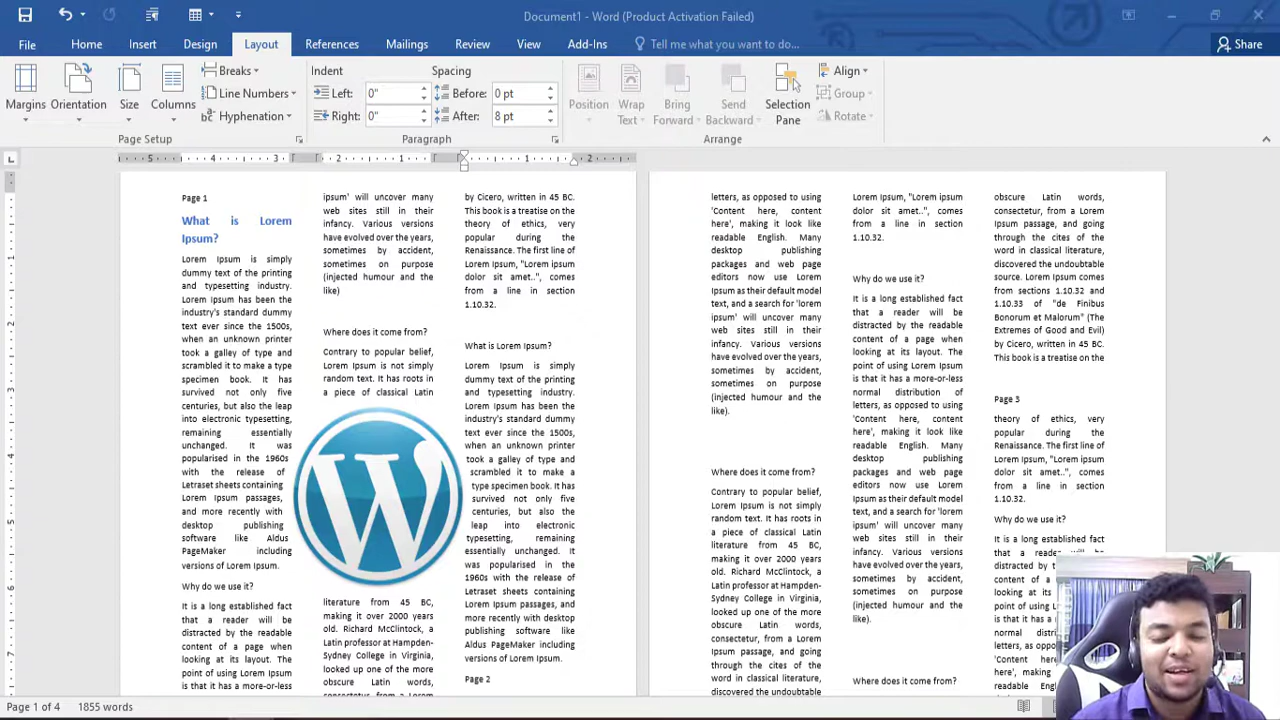 Document1 - Word (Product Activation Failed)
File
Home
Insert
Design
Layout
References
Mailings
Review
View
Add-Ins
Tell me what you want to do...
Share
Margins
Orientation
Size
Columns
Breaks
Line Numbers
Hyphenation
Page Setup
Indent
Left:
0"
Right:
0"
Spacing
Before:
0 pt
After:
8 pt
Paragraph
Position
Wrap
Text
Bring
Forward
Send
Backward
Selection
Pane
Align
Group
Rotate
Arrange
5 4 3 2 1 1 2
Page 1
What is Lorem
Ipsum?
Lorem Ipsum is simply
dummy text of the printing
and typesetting industry.
Lorem Ipsum has been the
industry's standard dummy
text ever since the 1500s,
when an unknown printer
took a galley of type and
scrambled it to make a type
specimen book. It has
survived not only five
centuries, but also the leap
into electronic typesetting,
remaining essentially
unchanged. It was
popularised in the 1960s
with the release of
Letraset sheets containing
Lorem Ipsum passages,
and more recently with
desktop publishing
software like Aldus
PageMaker including
versions of Lorem Ipsum.
Why do we use it?
It is a long established fact
that a reader will be
distracted by the readable
content of a page when
looking at its layout. The
point of using Lorem Ipsum
is that it has a more-or-less
ipsum' will uncover many
web sites still in their
infancy. Various versions
have evolved over the years,
sometimes by accident,
sometimes on purpose
(injected humour and the
like)
Where does it come from?
Contrary to popular belief,
Lorem Ipsum is not simply
random text. It has roots in
a piece of classical Latin
literature from 45 BC,
making it over 2000 years
old. Richard McClintock, a
Latin professor at Hampden-
Sydney College in Virginia,
looked up one of the more
obscure Latin words,
consectetur, from a Lorem
by Cicero, written in 45 BC.
This book is a treatise on the
theory of ethics, very
popular during the
Renaissance. The first line of
Lorem Ipsum, "Lorem ipsum
dolor sit amet..", comes
from a line in section
1.10.32.
What is Lorem Ipsum?
Lorem Ipsum is simply
dummy text of the printing
and typesetting industry.
Lorem Ipsum has been the
industry's standard dummy
text ever since the 1500s,
when an unknown printer
took a galley of type and
scrambled it to make a
type specimen book. It has
survived not only five
centuries, but also the
leap into electronic
typesetting, remaining
essentially unchanged. It
was popularised in the
1960s with the release of
Letraset sheets containing
Lorem Ipsum passages, and
more recently with desktop
publishing software like
Aldus PageMaker including
versions of Lorem Ipsum.
Page 2
letters, as opposed to using
'Content here, content
here', making it look like
readable English. Many
desktop publishing
packages and web page
editors now use Lorem
Ipsum as their default model
text, and a search for 'lorem
ipsum' will uncover many
web sites still in their
infancy. Various versions
have evolved over the years,
sometimes by accident,
sometimes on purpose
(injected humour and the
like).
Where does it come from?
Contrary to popular belief,
Lorem Ipsum is not simply
random text. It has roots in
a piece of classical Latin
literature from 45 BC,
making it over 2000 years
old. Richard McClintock, a
Latin professor at Hampden-
Sydney College in Virginia,
looked up one of the more
obscure Latin words,
consectetur, from a Lorem
Ipsum passage, and going
through the cites of the
word in classical literature,
discovered the undoubtable
Lorem Ipsum, "Lorem ipsum
dolor sit amet..", comes
from a line in section
1.10.32.
Why do we use it?
It is a long established fact
that a reader will be
distracted by the readable
content of a page when
looking at its layout. The
point of using Lorem Ipsum
is that it has a more-or-less
normal distribution of
letters, as opposed to using
'Content here, content
here', making it look like
readable English. Many
desktop publishing
packages and web page
editors now use Lorem
Ipsum as their default model
text, and a search for 'lorem
ipsum' will uncover many
web sites still in their
infancy. Various versions
have evolved over the years,
sometimes by accident,
sometimes on purpose
(injected humour and the
like).
Where does it come from?
obscure Latin words,
consectetur, from a Lorem
Ipsum passage, and going
through the cites of the
word in classical literature,
discovered the undoubtable
source. Lorem Ipsum comes
from sections 1.10.32 and
1.10.33 of "de Finibus
Bonorum et Malorum" (The
Extremes of Good and Evil)
by Cicero, written in 45 BC.
This book is a treatise on the
Page 3
theory of ethics, very
popular during the
Renaissance. The first line of
Lorem Ipsum, "Lorem ipsum
dolor sit amet..", comes
from a line in section
1.10.32.
Why do we use it?
It is a long established fact
that a reader will be
distracted by the
content of a
looking at its
point of using L
is that it has a
normal distri
letters, as oppo
'Content here,
here', making
readable Engl
Page 1 of 4
1855 words